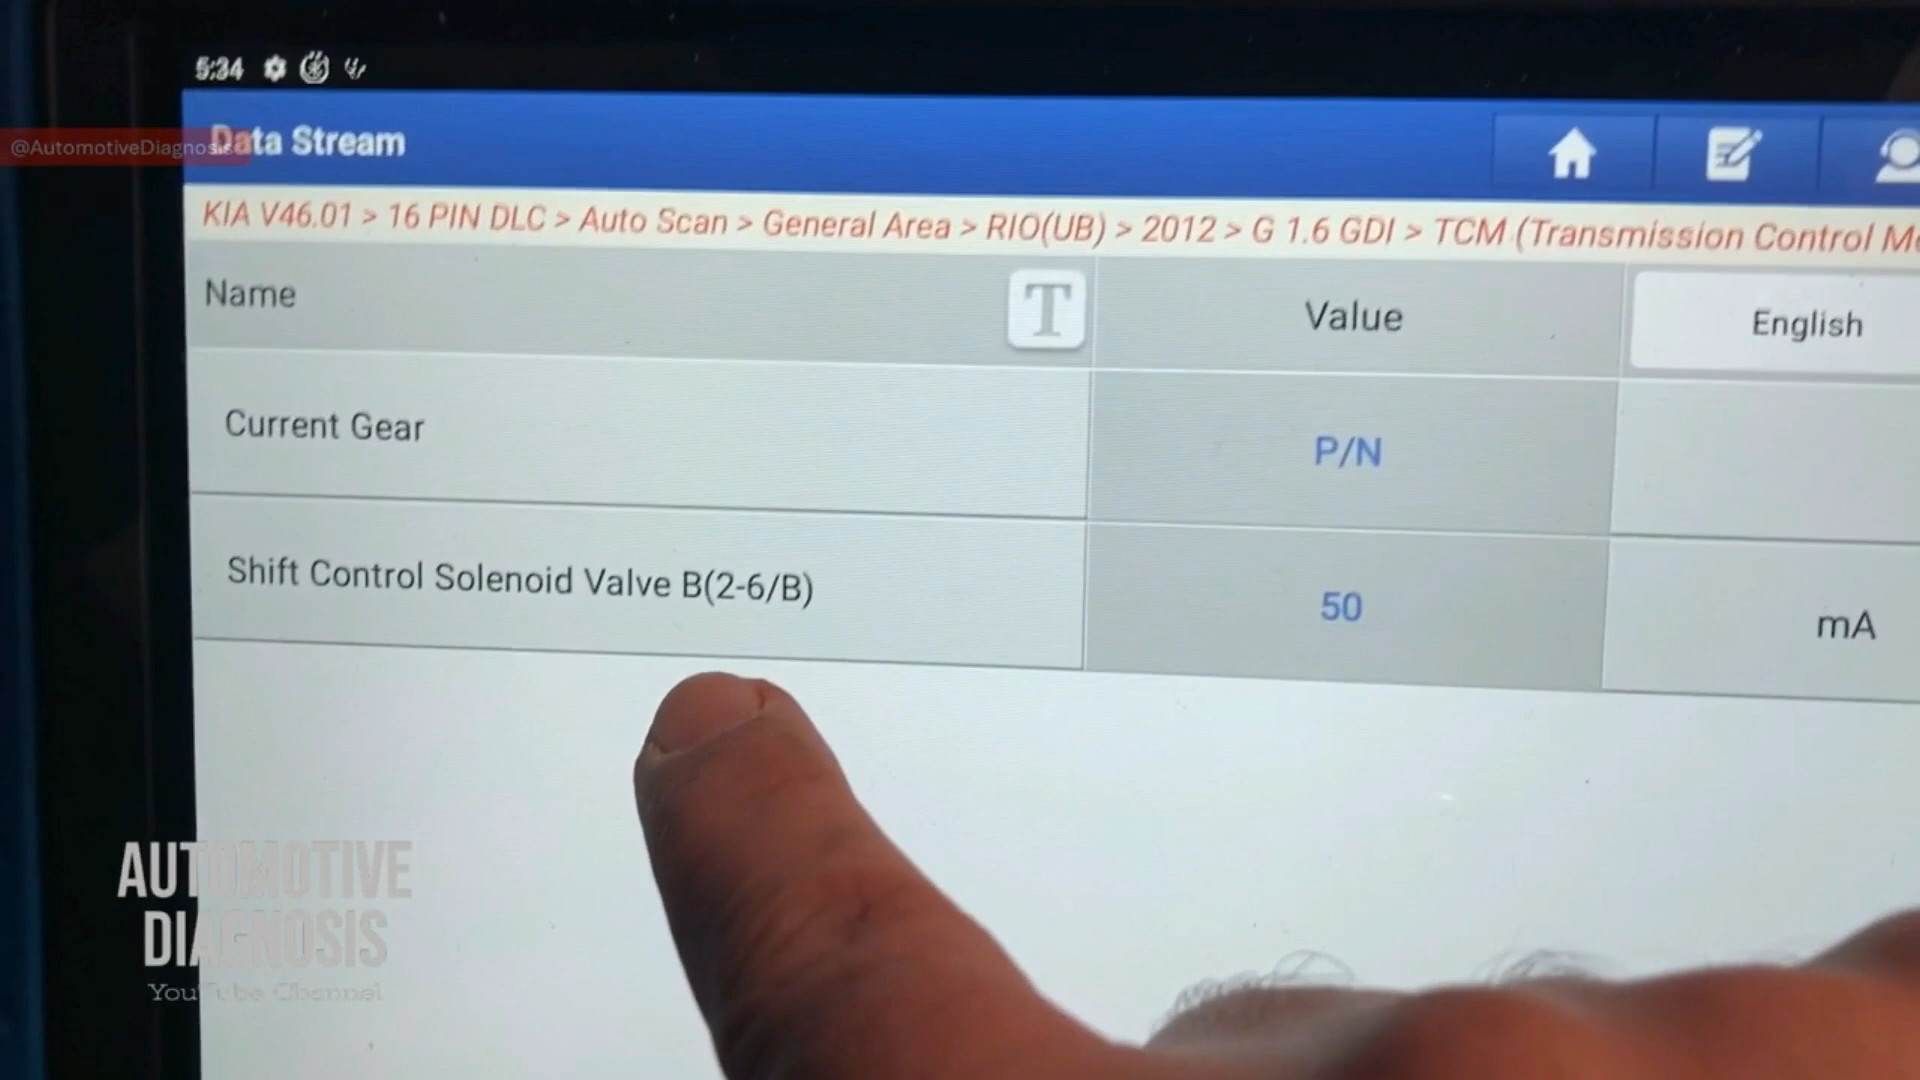 5:34
@AutomotiveDiagnosis
Data Stream
KIA V46.01 > 16 PIN DLC > Auto Scan > General Area > RIO(UB) > 2012 > G 1.6 GDI > TCM (Transmission Control M
Name T Value English
Current Gear P/N
Shift Control Solenoid Valve B(2-6/B) 50 mA
AUTOMOTIVE
DIAGNOSIS
YouTube Channel